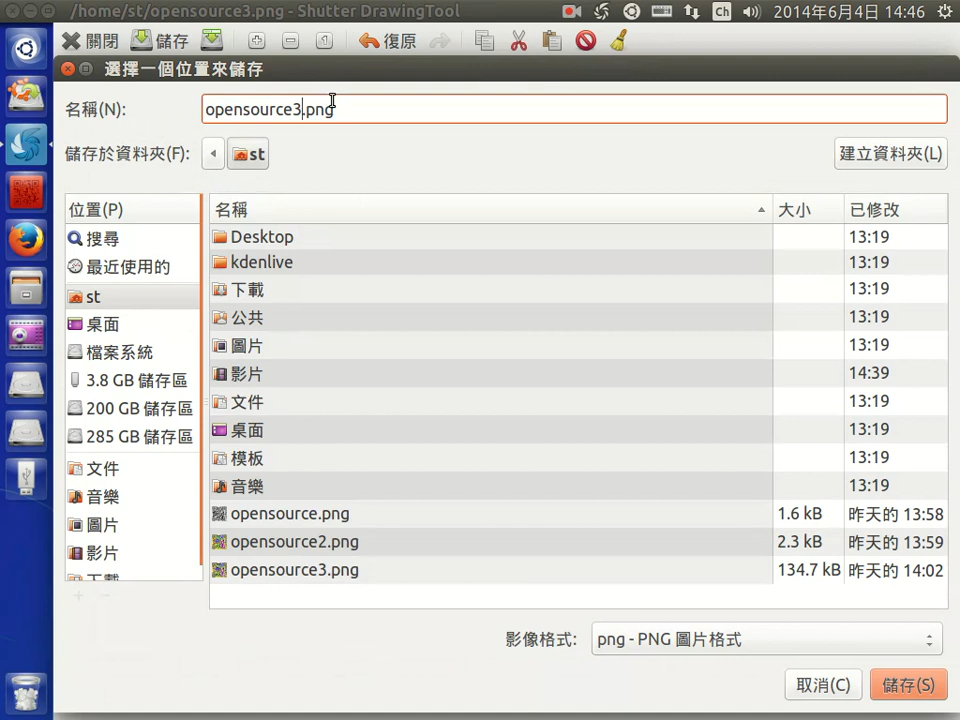 /home/st/opensource3.png - Shutter DrawingTool
Ch
2014年6月4日 14:46
關閉
儲存
復原
選擇一個位置來儲存
名稱(N):
opensource3.png
儲存於資料夾(F):
st
建立資料夾(L)
位置(P)
名稱
大小
已修改
搜尋
最近使用的
st
桌面
檔案系統
3.8 GB 儲存區
200 GB 儲存區
285 GB 儲存區
文件
音樂
圖片
影片
Desktop 13:19
kdenlive 13:19
下載 13:19
公共 13:19
圖片 13:19
影片 14:39
文件 13:19
桌面 13:19
模板 13:19
音樂 13:19
opensource.png 1.6 kB 昨天的 13:58
opensource2.png 2.3 kB 昨天的 13:59
opensource3.png 134.7 kB 昨天的 14:02
影像格式:
png - PNG 圖片格式
取消(C)
儲存(S)